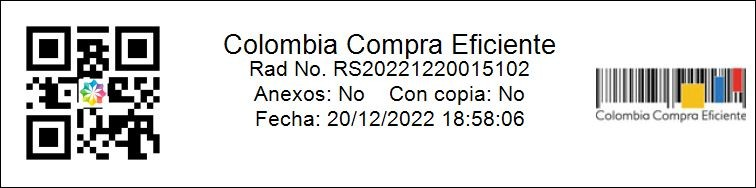 Colombia Compra Eficiente
Rad No. RS20221220015102
Anexos: No    Con copia: No
Fecha: 20/12/2022 18:58:06
Colombia Compra Eficiente